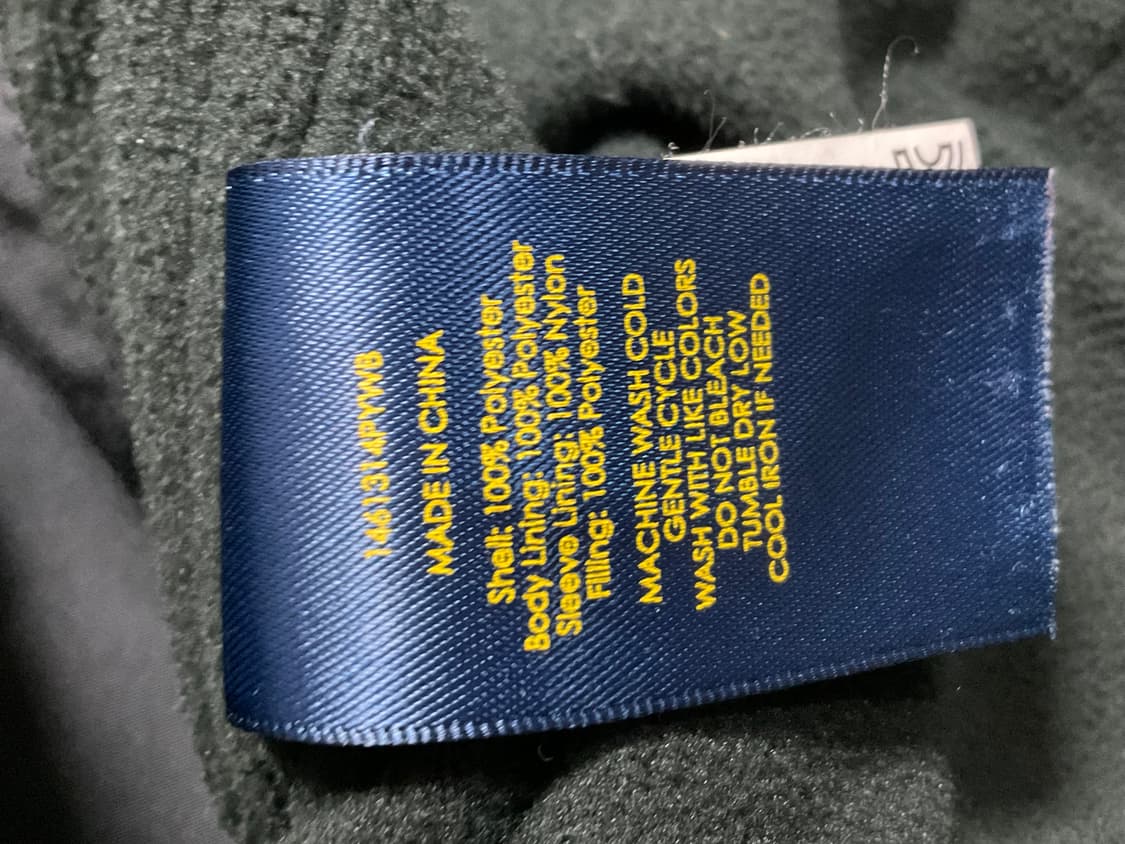 1461314PYWB
MADE IN CHINA
Shell: 100% Polyester
Body Lining: 100% Polyester
Sleeve Lining: 100% Nylon
Filling: 100% Polyester
MACHINE WASH COLD
GENTLE CYCLE
WASH WITH LIKE COLORS
DO NOT BLEACH
TUMBLE DRY LOW
COOL IRON IF NEEDED